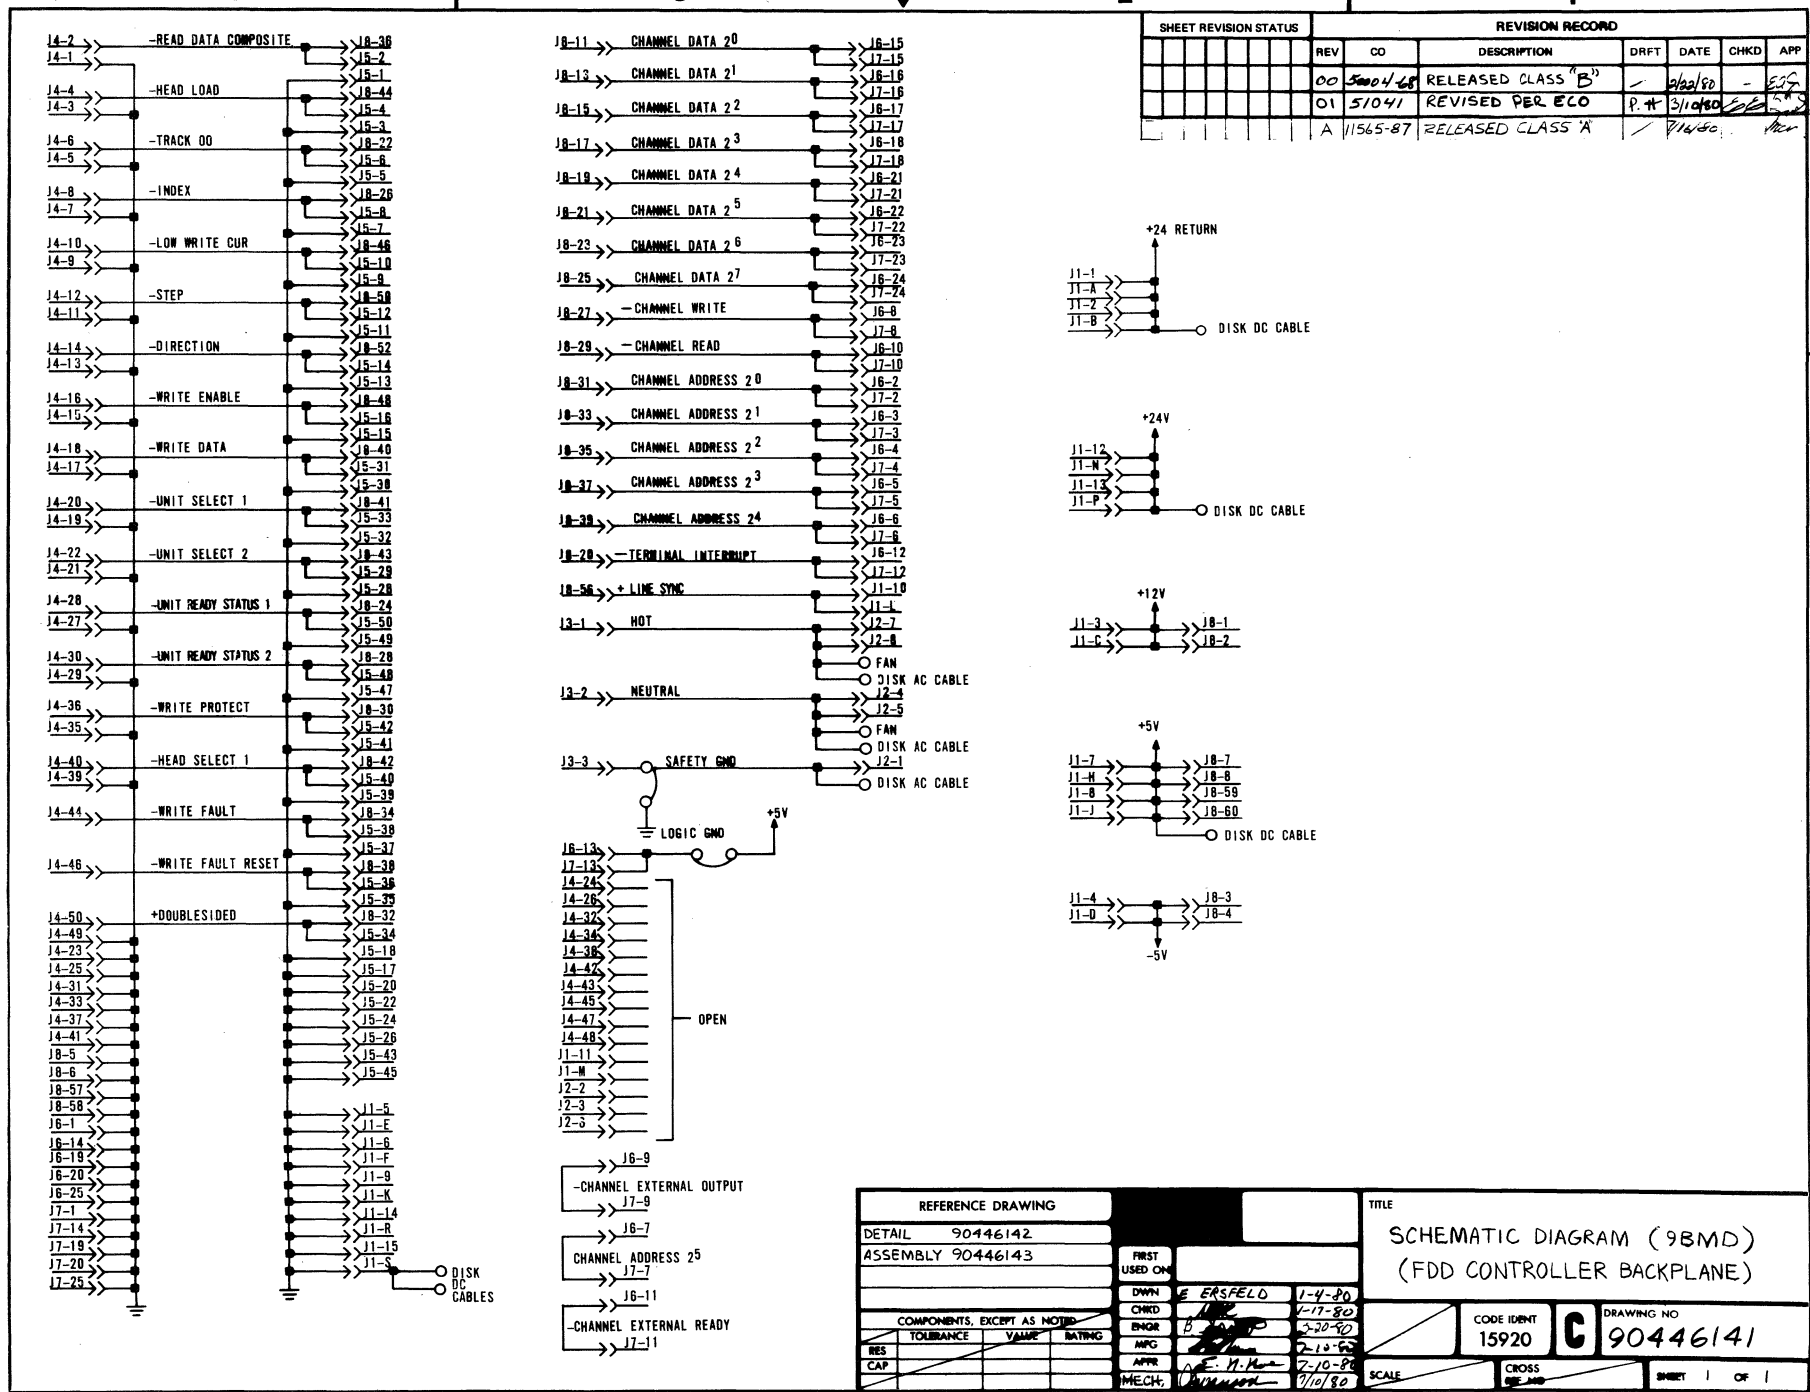 SHEET REVISION STATUS
REVISION RECORD
REV CO DESCRIPTION DRFT DATE CHKD APP
00 50004-68 RELEASED CLASS "B" 2/22/80 -
01 51041 REVISED PER ECO P.H 3/10/80
A 11565-87 RELEASED CLASS 'A' 7/16/80
J4-2 -READ DATA COMPOSITE J8-36
J4-1 J5-2
J5-1
J4-4 -HEAD LOAD J8-44
J4-3 J5-4
J5-3
J4-6 -TRACK 00 J8-22
J4-5 J5-6
J5-5
J4-8 -INDEX J8-26
J4-7 J5-8
J5-7
J4-10 -LOW WRITE CUR J8-46
J4-9 J5-10
J5-9
J4-12 -STEP J8-50
J4-11 J5-12
J5-11
J4-14 -DIRECTION J8-52
J4-13 J5-14
J5-13
J4-16 -WRITE ENABLE J8-48
J4-15 J5-16
J5-15
J4-18 -WRITE DATA J8-40
J4-17 J5-31
J5-30
J4-20 -UNIT SELECT 1 J8-41
J4-19 J5-33
J5-32
J4-22 -UNIT SELECT 2 J8-43
J4-21 J5-29
J5-28
J4-28 -UNIT READY STATUS 1 J8-24
J4-27 J5-50
J5-49
J4-30 -UNIT READY STATUS 2 J8-28
J4-29 J5-48
J5-47
J4-36 -WRITE PROTECT J8-30
J4-35 J5-42
J5-41
J4-40 -HEAD SELECT 1 J8-42
J4-39 J5-40
J5-39
J4-44 -WRITE FAULT J8-34
J5-38
J5-37
J4-46 -WRITE FAULT RESET J8-38
J5-36
J5-35
J4-50 +DOUBLESIDED J8-32
J4-49 J5-34
J4-23 J5-18
J4-25 J5-17
J4-31 J5-20
J4-33 J5-22
J4-37 J5-24
J4-41 J5-26
J8-5 J5-43
J8-6 J5-45
J8-57
J8-58 J1-5
J6-1 J1-E
J6-14 J1-6
J6-19 J1-F
J6-20 J1-9
J6-25 J1-K
J7-1 J1-14
J7-14 J1-R
J7-19 J1-15
J7-20 J1-S DISK
J7-25 DC
CABLES
J8-11 CHANNEL DATA 2⁰ J6-15
J7-15
J8-13 CHANNEL DATA 2¹ J6-16
J7-16
J8-15 CHANNEL DATA 2² J6-17
J7-17
J8-17 CHANNEL DATA 2³ J6-18
J7-18
J8-19 CHANNEL DATA 2⁴ J6-21
J7-21
J8-21 CHANNEL DATA 2⁵ J6-22
J7-22
J8-23 CHANNEL DATA 2⁶ J6-23
J7-23
J8-25 CHANNEL DATA 2⁷ J6-24
J7-24
J8-27 -CHANNEL WRITE J6-8
J7-8
J8-29 -CHANNEL READ J6-10
J7-10
J8-31 CHANNEL ADDRESS 2⁰ J6-2
J7-2
J8-33 CHANNEL ADDRESS 2¹ J6-3
J7-3
J8-35 CHANNEL ADDRESS 2² J6-4
J7-4
J8-37 CHANNEL ADDRESS 2³ J6-5
J7-5
J8-39 CHANNEL ADDRESS 2⁴ J6-6
J7-6
J8-20 -TERMINAL INTERRUPT J6-12
J7-12
J8-56 + LINE SYNC J1-10
J1-L
J3-1 HOT J2-7
J2-8
FAN
DISK AC CABLE
J3-2 NEUTRAL J2-4
J2-5
FAN
DISK AC CABLE
J3-3 SAFETY GND J2-1
DISK AC CABLE
+5V
LOGIC GND
J6-13
J7-13
J4-24
J4-26
J4-32
J4-34
J4-38
J4-42
J4-43
J4-45
J4-47 OPEN
J4-48
J1-11
J1-M
J2-2
J2-3
J2-6
J6-9
-CHANNEL EXTERNAL OUTPUT
J7-9
J6-7
CHANNEL ADDRESS 2⁵
J7-7
J6-11
-CHANNEL EXTERNAL READY
J7-11
+24 RETURN
J1-1
J1-A
J1-2
J1-B DISK DC CABLE
+24V
J1-12
J1-N
J1-13
J1-P DISK DC CABLE
+12V
J1-3 J8-1
J1-C J8-2
+5V
J1-7 J8-7
J1-H J8-8
J1-8 J8-59
J1-J J8-60
DISK DC CABLE
J1-4 J8-3
J1-D J8-4
-5V
REFERENCE DRAWING
DETAIL 90446142
ASSEMBLY 90446143
COMPONENTS, EXCEPT AS NOTED
TOLERANCE VALUE RATING
RES
CAP
FIRST
USED ON
DWN E ERSFELD 1-4-80
CHKD 1-17-80
ENGR B
MFG
APPR 7-10-80
MECH. 7/10/80
TITLE
SCHEMATIC DIAGRAM (9BMD)
(FDD CONTROLLER BACKPLANE)
CODE IDENT
15920
C
DRAWING NO
90446141
SCALE
CROSS
REF. NO
SHEET 1 OF 1